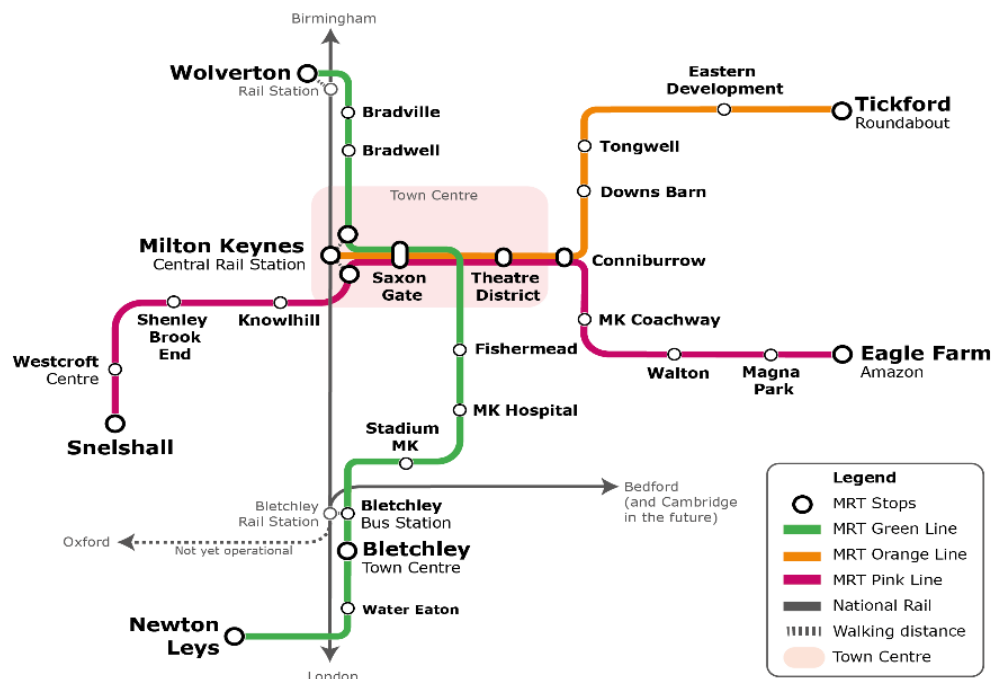 Birmingham
Wolverton
Rail Station
Bradville
Bradwell
Eastern
Development
Tickford
Roundabout
Tongwell
Downs Barn
Town Centre
Milton Keynes
Central Rail Station
Saxon
Gate
Theatre
District
Conniburrow
Shenley
Brook
End
Knowlhill
MK Coachway
Westcroft
Centre
Fishermead
Walton
Magna
Park
Eagle Farm
Amazon
Snelshall
MK Hospital
Stadium
MK
Bletchley
Rail Station
Bletchley
Bus Station
Bedford
(and Cambridge
in the future)
Oxford
Not yet operational
Bletchley
Town Centre
Water Eaton
Newton
Leys
London
Legend
MRT Stops
MRT Green Line
MRT Orange Line
MRT Pink Line
National Rail
Walking distance
Town Centre